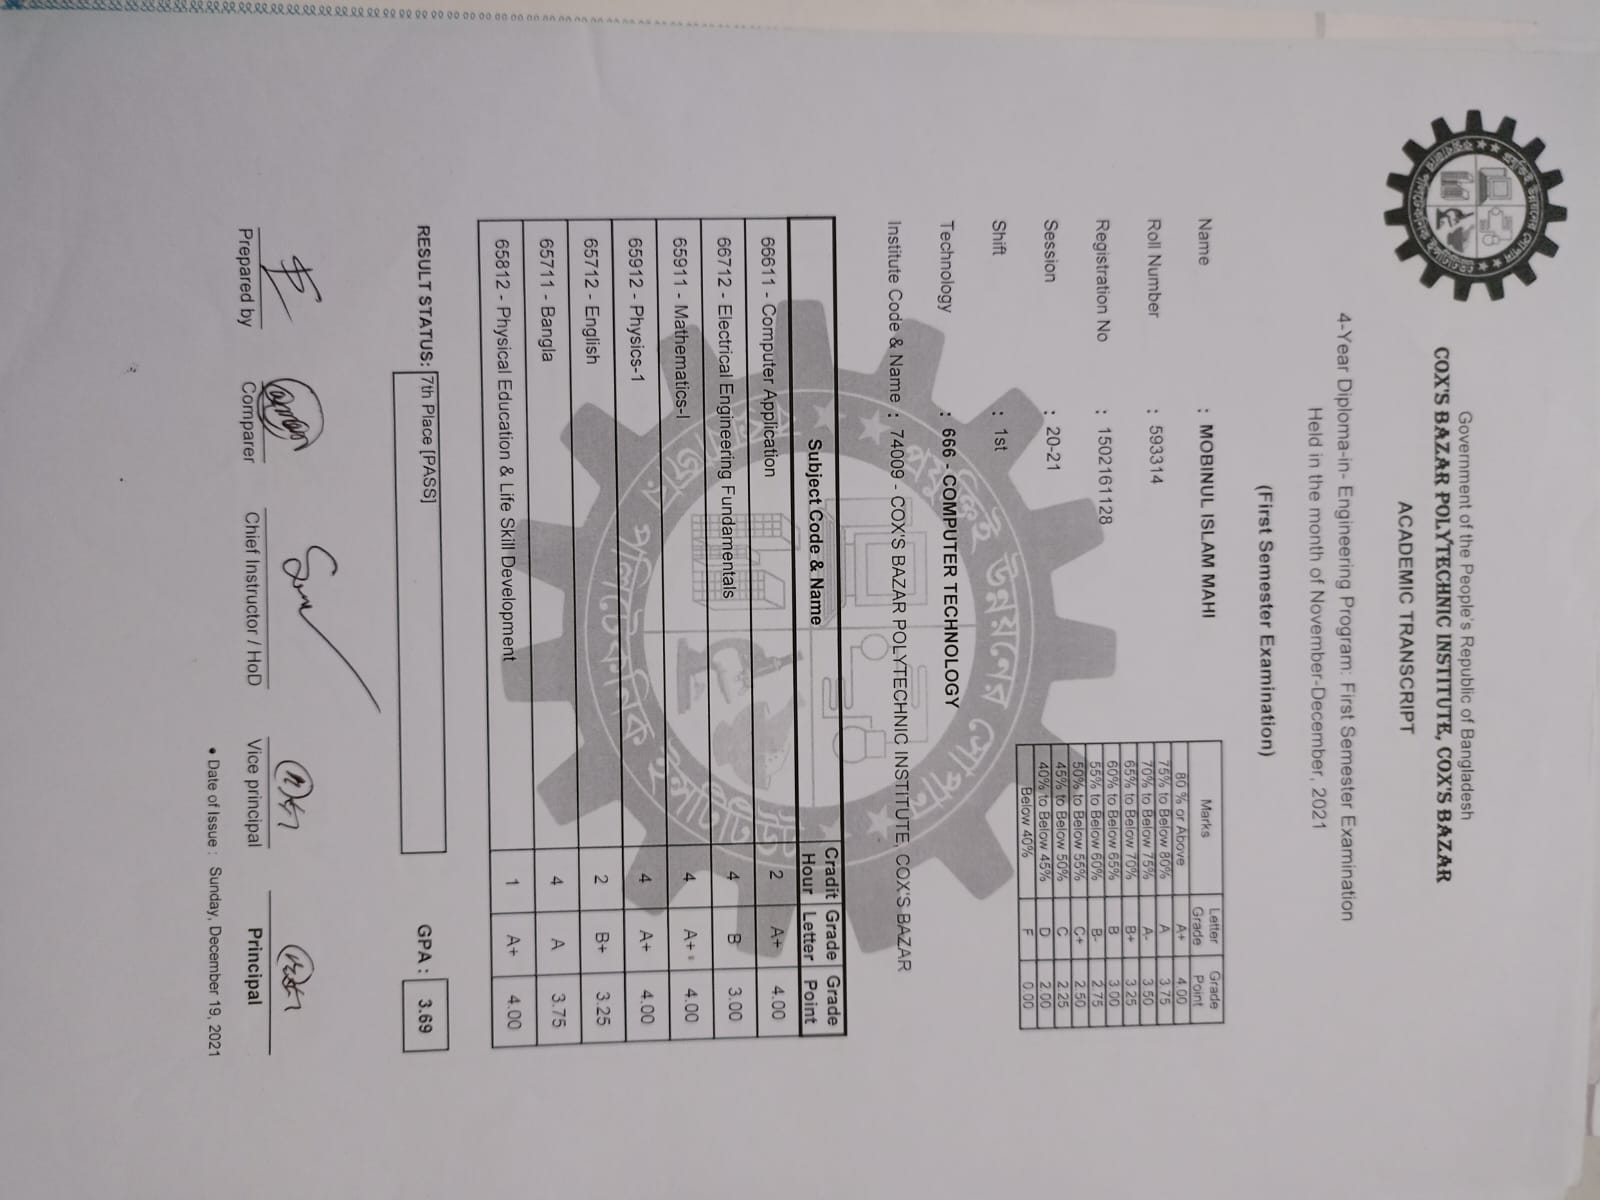 Government of the People's Republic of Bangladesh
COX'S BAZAR POLYTECHNIC INSTITUTE, COX'S BAZAR
ACADEMIC TRANSCRIPT
4-Year Diploma-in- Engineering Program: First Semester Examination
Held in the month of November-December, 2021
(First Semester Examination)
Name : MOBINUL ISLAM MAHI
Roll Number : 593314
Registration No : 1502161128
Session : 20-21
Shift : 1st
Technology : 666 - COMPUTER TECHNOLOGY
Institute Code & Name : 74009 - COX'S BAZAR POLYTECHNIC INSTITUTE, COX'S BAZAR
Marks Letter Grade Grade Point
80 % or Above A+ 4.00
75% to Below 80% A 3.75
70% to Below 75% A- 3.50
65% to Below 70% B+ 3.25
60% to Below 65% B 3.00
55% to Below 60% B- 2.75
50% to Below 55% C+ 2.50
45% to Below 50% C 2.25
40% to Below 45% D 2.00
Below 40% F 0.00
Subject Code & Name Cradit Hour Grade Letter Grade Point
66611 - Computer Application 2 A+ 4.00
66712 - Electrical Engineering Fundamentals 4 B 3.00
65911 - Mathematics-I 4 A+ 4.00
65912 - Physics-1 4 A+ 4.00
65712 - English 2 B+ 3.25
65711 - Bangla 4 A 3.75
65812 - Physical Education & Life Skill Development 1 A+ 4.00
RESULT STATUS: 7th Place [PASS] GPA : 3.69
Prepared by Comparer Chief Instructor / HoD Vice principal Principal
• Date of Issue : Sunday, December 19, 2021